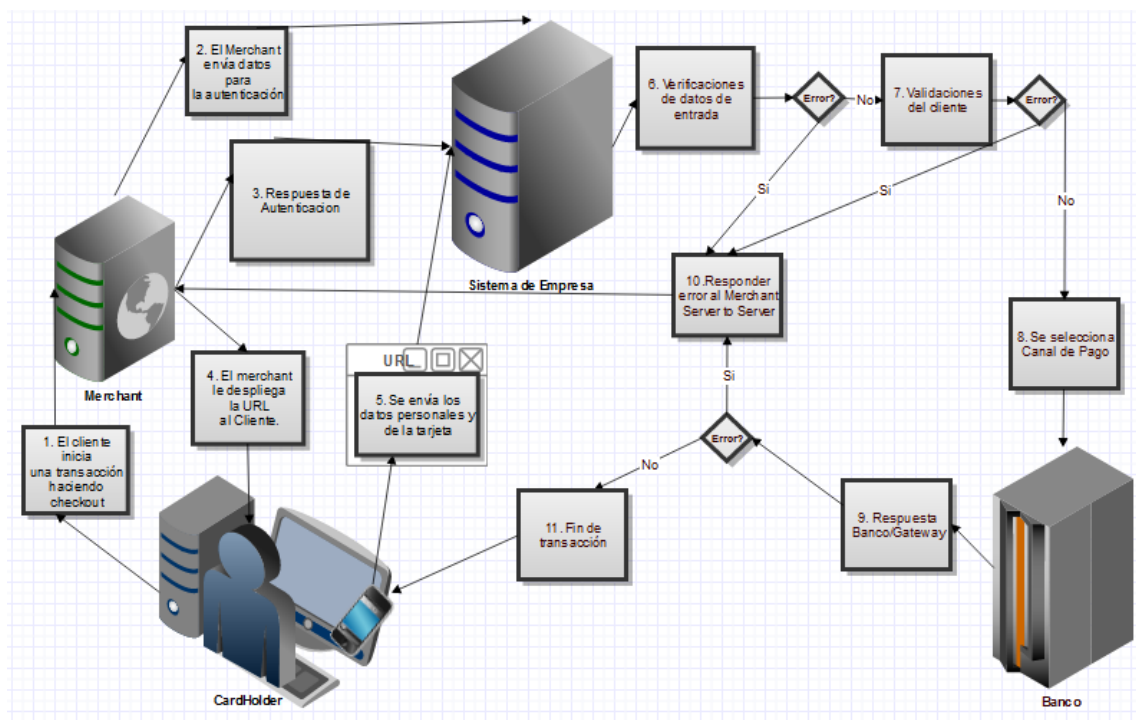 2. El Merchant
envía datos
para
la autenticación
6. Verificaciones
de datos de
entrada
Error?
No
7. Validaciones
del cliente
Error?
3. Respuesta de
Autenticacion
Si
Si
No
Sistema de Empresa
10.Responder
error al Merchant
Server to Server
8. Se selecciona
Canal de Pago
Merchant
4. El merchant
le despliega
la URL
al Cliente.
URL
5. Se envía los
datos personales y
de la tarjeta
Si
Error?
No
1. El cliente
inicia
una transacción
haciendo
checkout
11. Fin de
transacción
9. Respuesta
Banco/Gateway
CardHolder
Banco